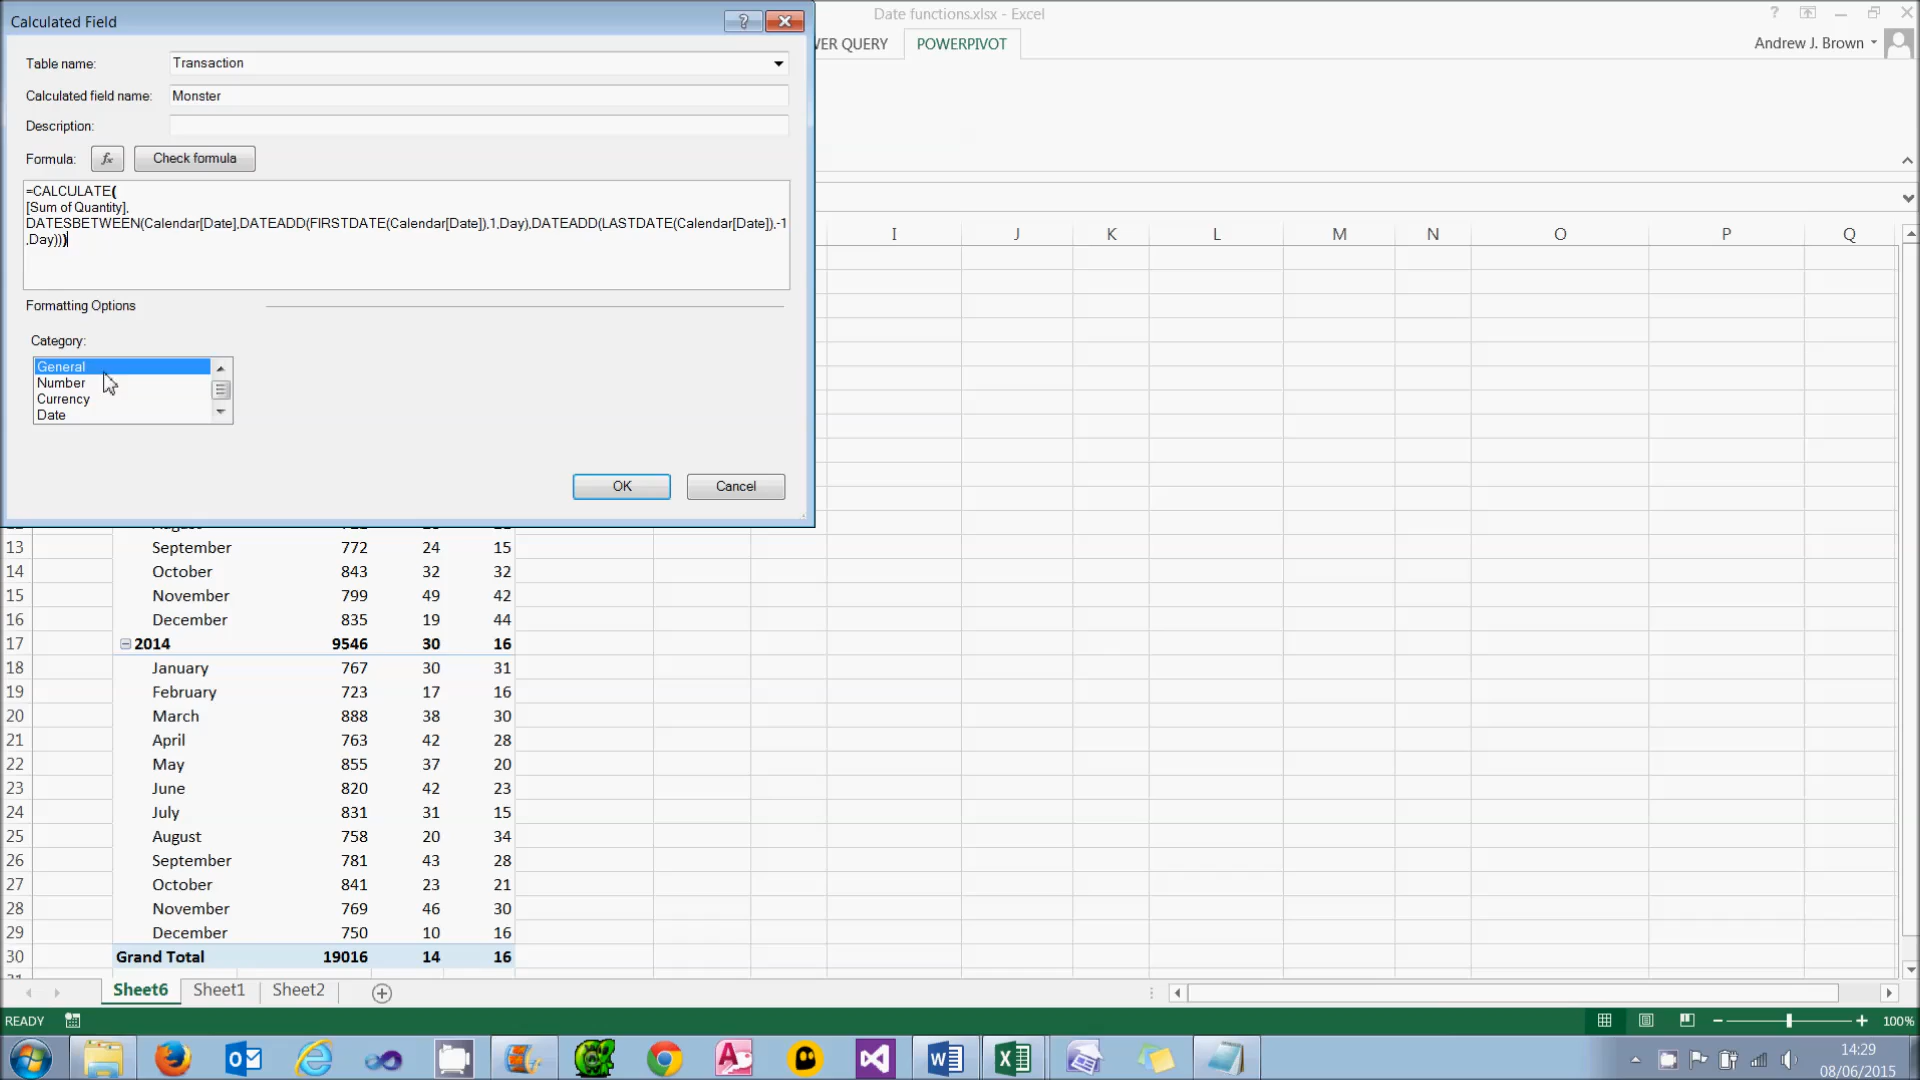 Calculated Field
Date functions.xlsx - Excel
POWERPIVOT
Andrew J. Brown
Table name: Transaction
Calculated field name: Monster
Description:
Formula: fx Check formula
=CALCULATE(
[Sum of Quantity],
DATESBETWEEN(Calendar[Date],DATEADD(FIRSTDATE(Calendar[Date]),1,Day),DATEADD(LASTDATE(Calendar[Date]),-1
,Day)))
Formatting Options
Category:
General
Number
Currency
Date
OK Cancel
I J K L M N O P Q
13 September 772 24 15
14 October 843 32 32
15 November 799 49 42
16 December 835 19 44
17 2014 9546 30 16
18 January 767 30 31
19 February 723 17 16
20 March 888 38 30
21 April 763 42 28
22 May 855 37 20
23 June 820 42 23
24 July 831 31 15
25 August 758 20 34
26 September 781 43 28
27 October 841 23 21
28 November 769 46 30
29 December 750 10 16
30 Grand Total 19016 14 16
Sheet6 Sheet1 Sheet2
READY
100%
14:29
08/06/2015